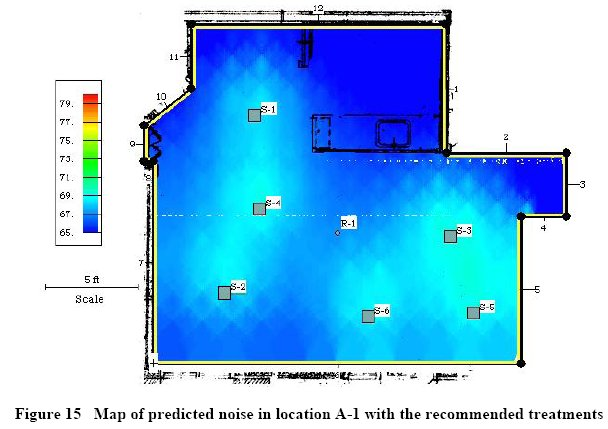 12
11
1
10
S-1
79.
77.
75.
73.
71.
69.
67.
65.
9
2
8
3
S-4
R-1
S-3
4
7
5 ft
Scale
S-2
5
S-6
S-5
Figure 15 Map of predicted noise in location A-1 with the recommended treatments